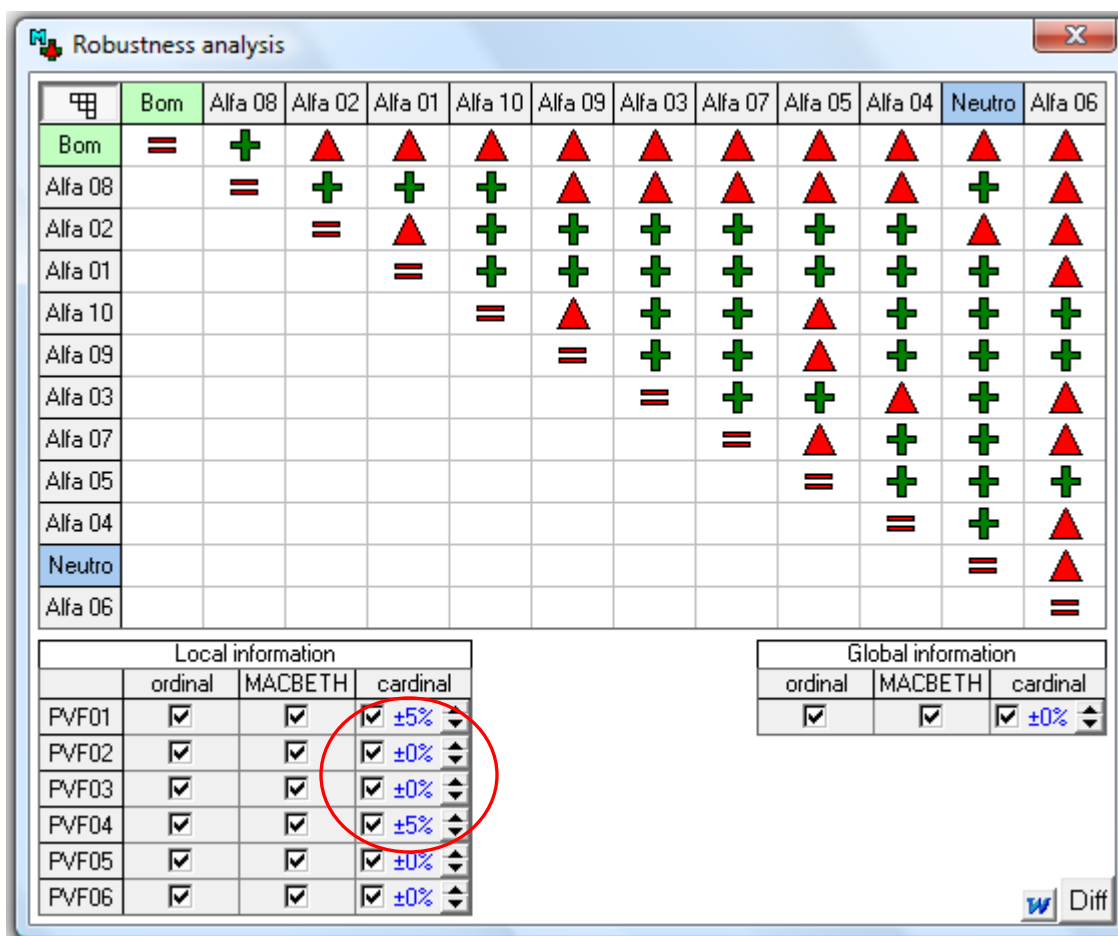 Robustness analysis
Bom Alfa 08 Alfa 02 Alfa 01 Alfa 10 Alfa 09 Alfa 03 Alfa 07 Alfa 05 Alfa 04 Neutro Alfa 06
Bom
Alfa 08
Alfa 02
Alfa 01
Alfa 10
Alfa 09
Alfa 03
Alfa 07
Alfa 05
Alfa 04
Neutro
Alfa 06
Local information
ordinal MACBETH cardinal
PVF01 ±5%
PVF02 ±0%
PVF03 ±0%
PVF04 ±5%
PVF05 ±0%
PVF06 ±0%
Global information
ordinal MACBETH cardinal
±0%
W Diff